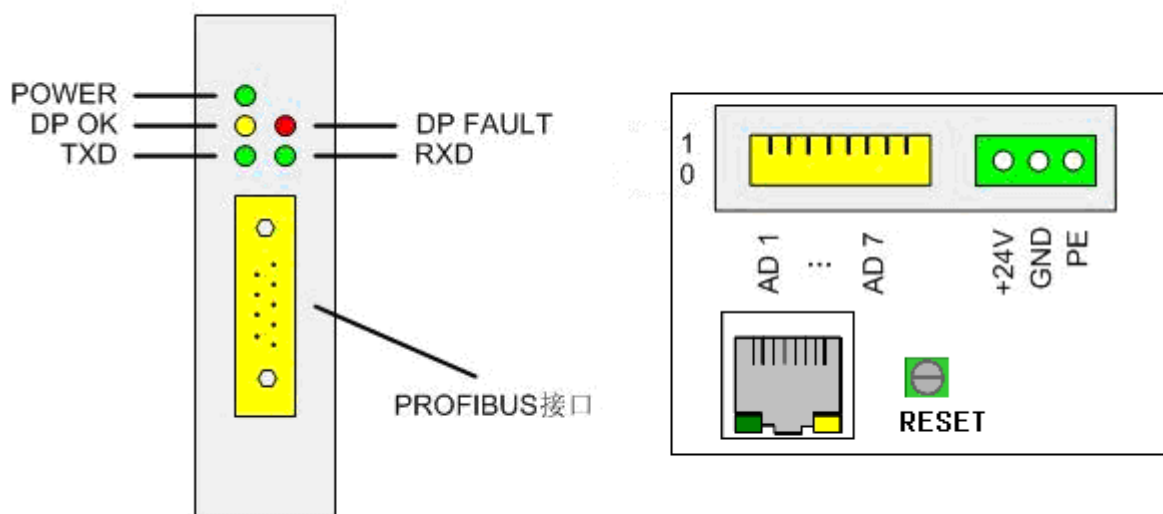 POWER
DP OK
DP FAULT
TXD
RXD
PROFIBUS接口
1
0
AD 1
...
AD 7
+24V
GND
PE
RESET